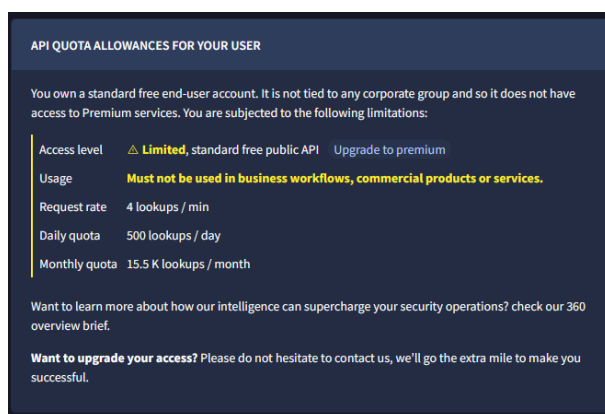 API QUOTA ALLOWANCES FOR YOUR USER
You own a standard free end-user account. It is not tied to any corporate group and so it does not have
access to Premium services. You are subjected to the following limitations:
Access level ⚠ Limited, standard free public API Upgrade to premium
Usage Must not be used in business workflows, commercial products or services.
Request rate 4 lookups / min
Daily quota 500 lookups / day
Monthly quota 15.5 K lookups / month
Want to learn more about how our intelligence can supercharge your security operations? check our 360
overview brief.
Want to upgrade your access? Please do not hesitate to contact us, we'll go the extra mile to make you
successful.